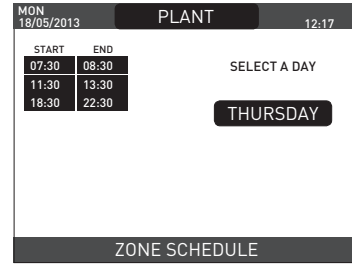 MON
18/05/2013
PLANT
12:17
START END
07:30 08:30
11:30 13:30
18:30 22:30
SELECT A DAY
THURSDAY
ZONE SCHEDULE